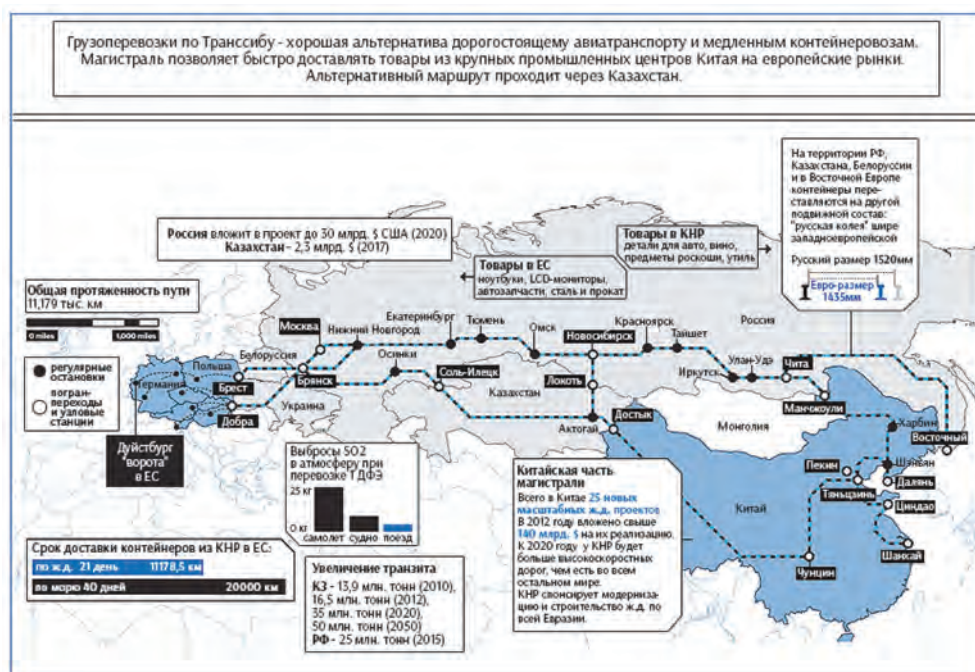 Грузоперевозки по Транссибу - хорошая альтернатива дорогостоящему авиатранспорту и медленным контейнеровозам.
Магистраль позволяет быстро доставлять товары из крупных промышленных центров Китая на европейские рынки.
Альтернативный маршрут проходит через Казахстан.
На территории РФ,
Казахстана, Белоруссии
и в Восточной Европе
контейнеры пере-
ставляются на другой
подвижной состав:
"русская колея" шире
западноевропейской
Русский размер 1520мм
Евро-размер
1435мм
Россия вложит в проект до 30 млрд. $ США (2020)
Казахстан - 2,3 млрд. $ (2017)
Товары в КНР
детали для авто, вино,
предметы роскоши, утиль
Товары в ЕС
ноутбуки, LCD-мониторы,
автозапчасти, сталь и прокат
Общая протяженность пути
11,179 тыс. км
0 miles
1,000 miles
регулярные
остановки
погран-
переходы
и узловые
станции
Дуйстбург
"ворота"
в ЕС
Германия
Польша
Белоруссия
Брест
Добра
Украина
Москва
Брянск
Нижний Новгород
Осинки
Екатеринбург
Тюмень
Соль-Илецк
Казахстан
Омск
Новосибирск
Локоть
Актогай
Достык
Красноярск
Тайшет
Иркутск
Улан-Удэ
Россия
Чита
Манчжоули
Монголия
Харбин
Восточный
Шэньян
Пекин
Далянь
Тяньцзинь
Циндао
Китай
Шанхай
Чунцин
Выбросы SO2
в атмосферу при
перевозке 1 ДФЭ
25 кг
0 кг
самолет
судно
поезд
Китайская часть
магистрали
Всего в Китае 25 новых
масштабных ж.д. проектов
В 2012 году вложено свыше
140 млрд. $ на их реализацию.
К 2020 году у КНР будет
больше высокоскоростных
дорог, чем есть во всем
остальном мире.
КНР спонсирует модерниза-
цию и строительство ж.д. по
всей Евразии.
Срок доставки контейнеров из КНР в ЕС:
по ж.д. 21 день 11178,5 км
по морю 40 дней 20000 км
Увеличение транзита
КЗ - 13,9 млн. тонн (2010),
16,5 млн. тонн (2012),
35 млн. тонн (2020),
50 млн. тонн (2050)
РФ - 25 млн. тонн (2015)